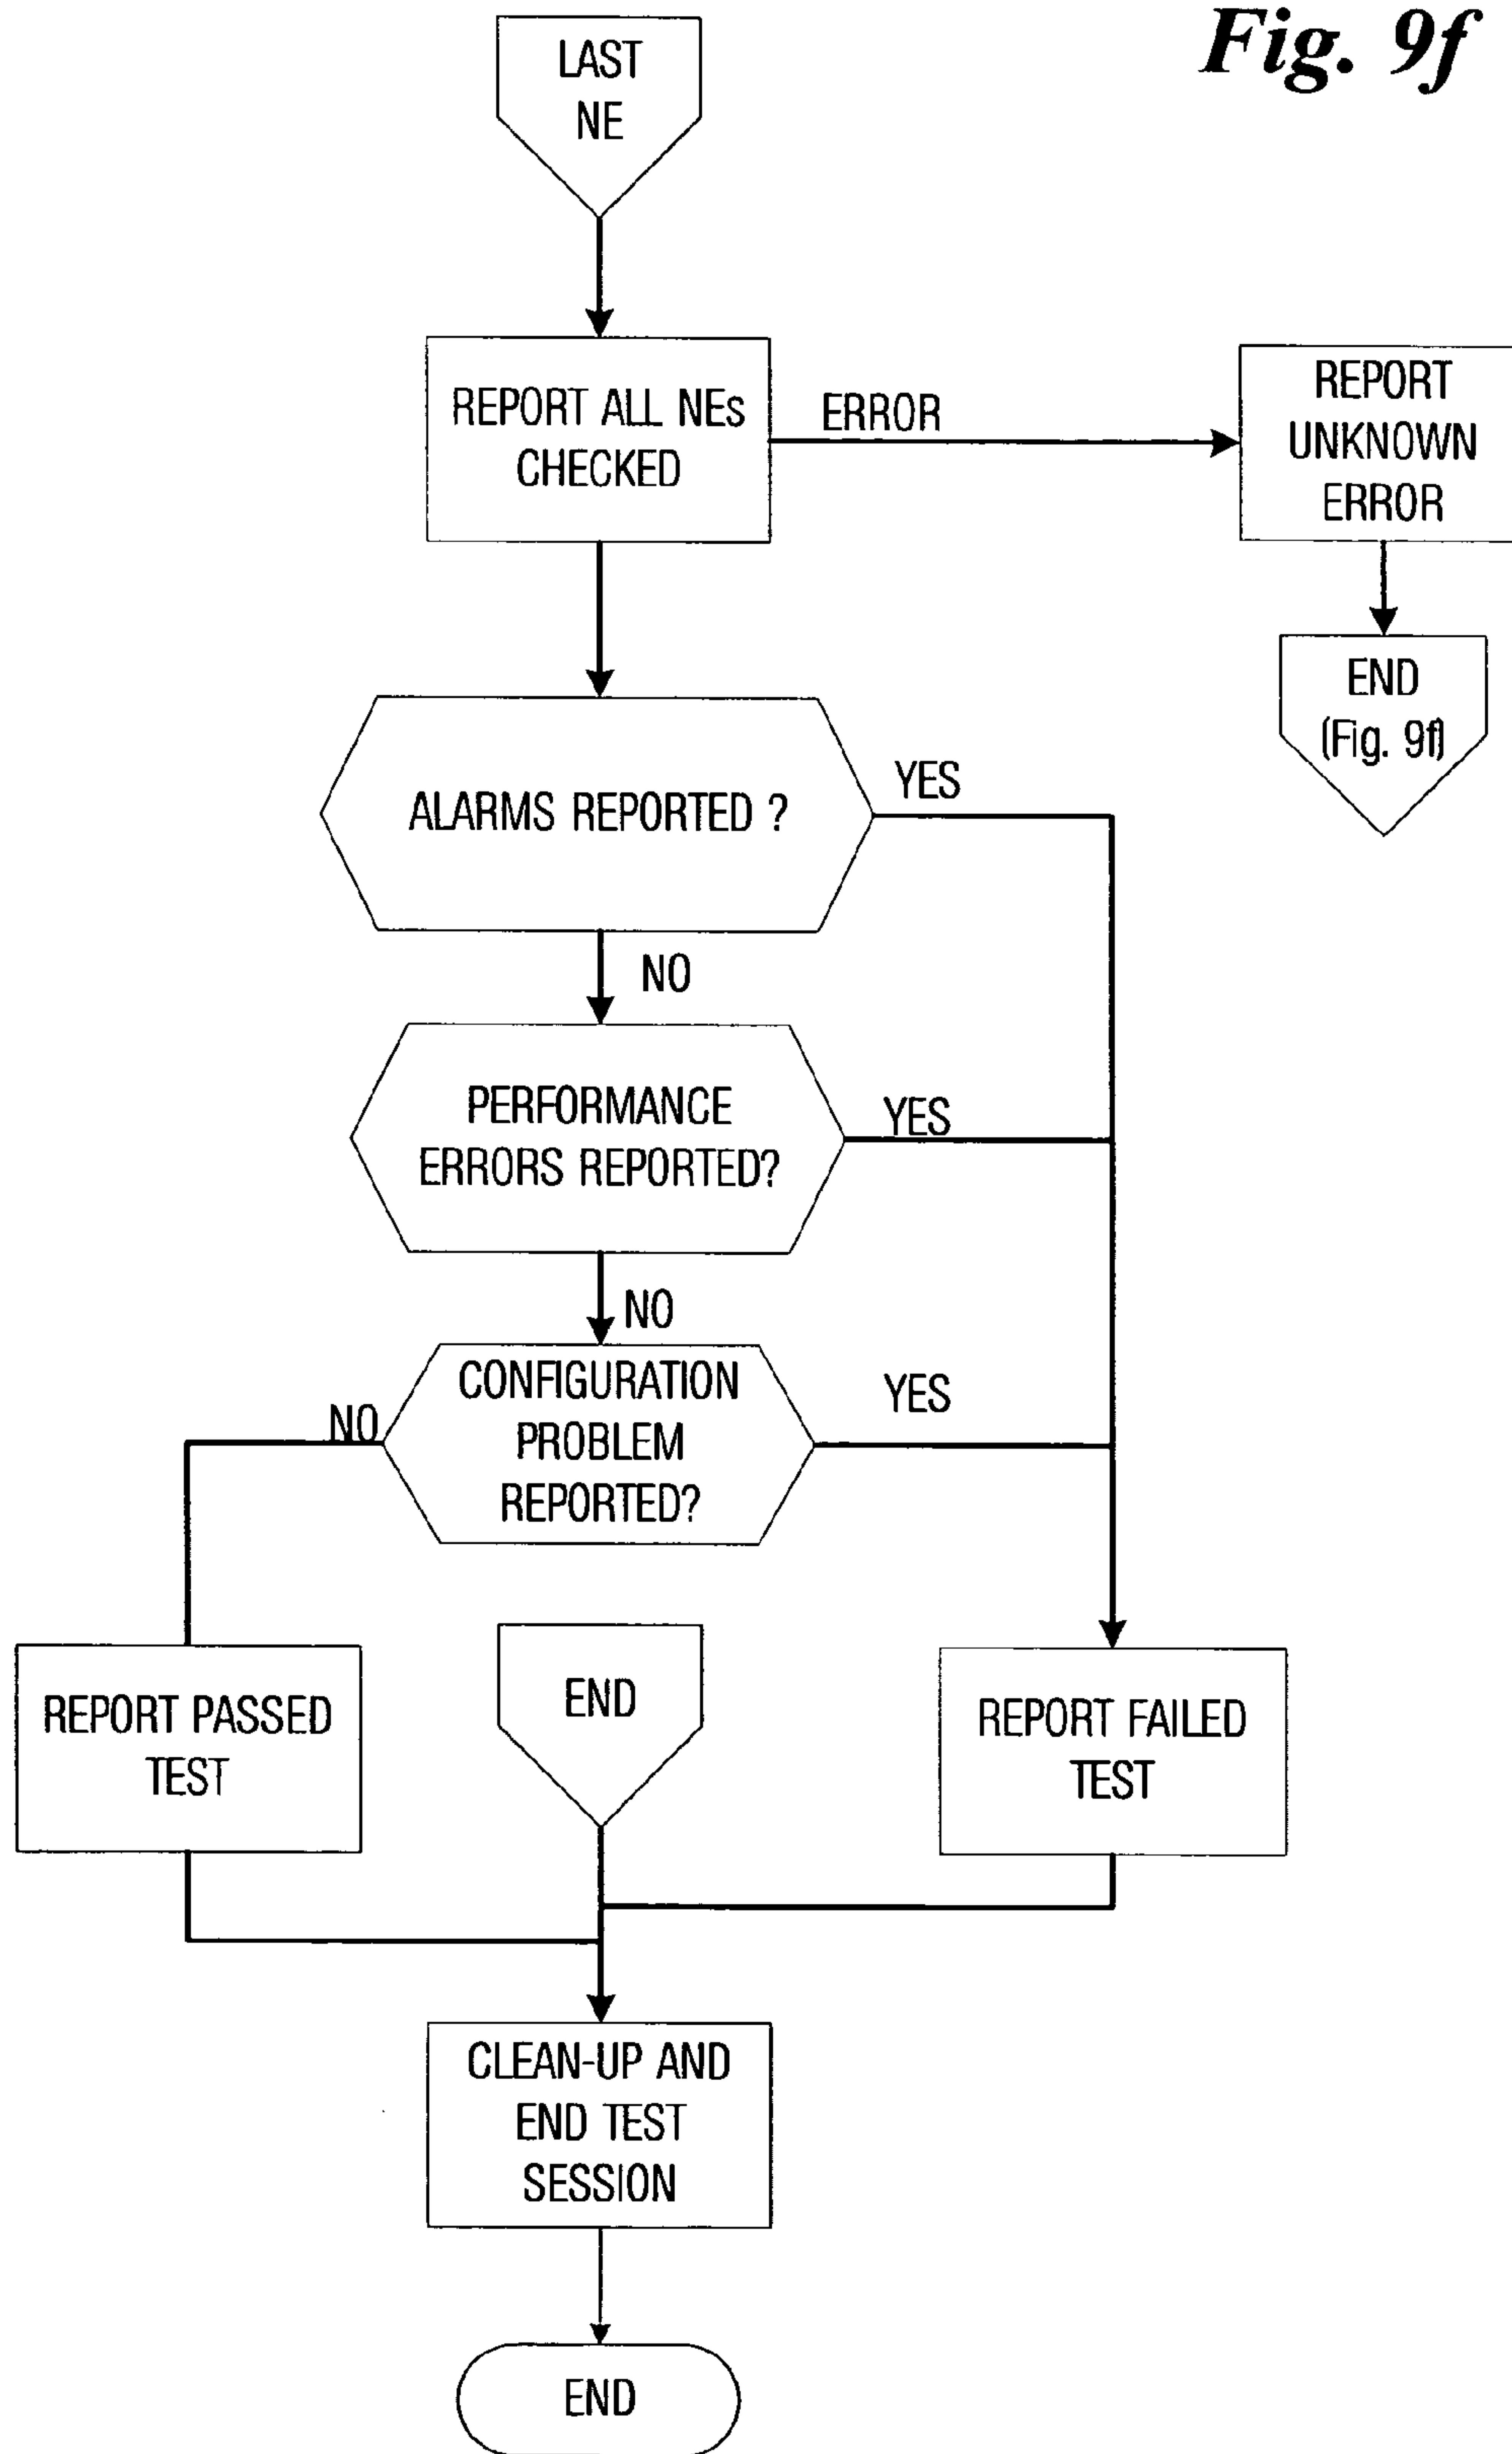 Fig. 9f
LAST
NE
REPORT ALL NEs
CHECKED
ERROR
REPORT
UNKNOWN
ERROR
END
(Fig. 9f)
ALARMS REPORTED ?
YES
NO
PERFORMANCE
ERRORS REPORTED?
YES
NO
CONFIGURATION
PROBLEM
REPORTED?
YES
NO
REPORT PASSED
TEST
END
REPORT FAILED
TEST
CLEAN-UP AND
END TEST
SESSION
END